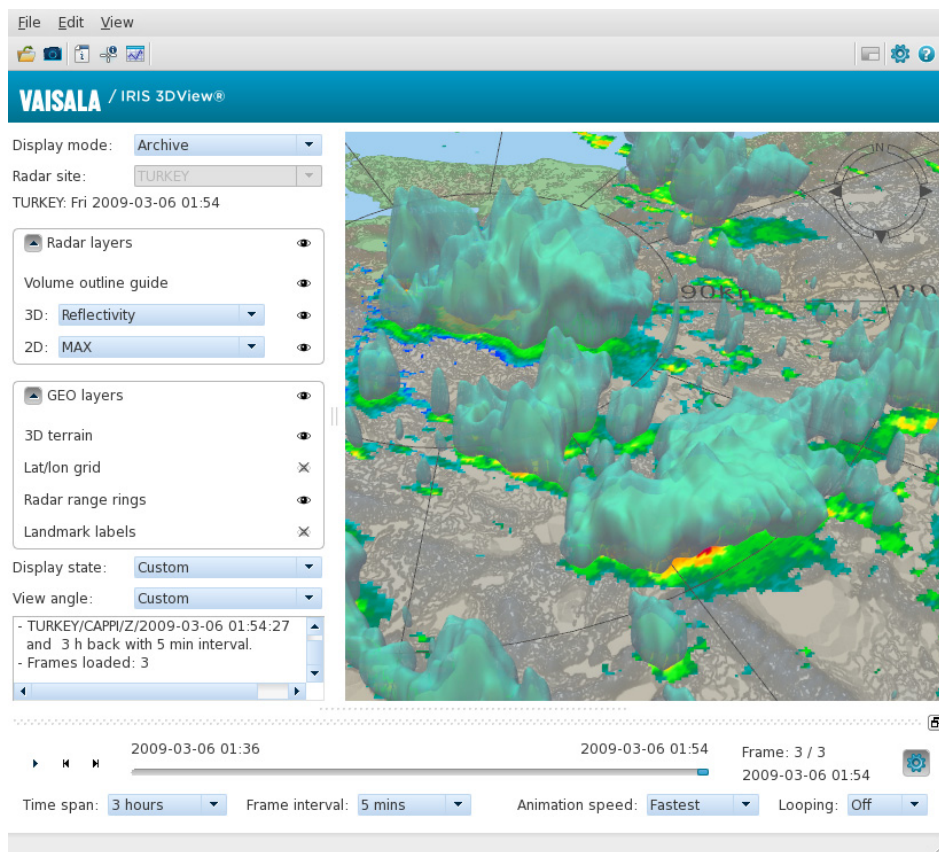 File Edit View
VAISALA / IRIS 3DView®
Display mode: Archive
Radar site: TURKEY
TURKEY: Fri 2009-03-06 01:54
Radar layers
Volume outline guide
3D: Reflectivity
2D: MAX
GEO layers
3D terrain
Lat/lon grid
Radar range rings
Landmark labels
Display state: Custom
View angle: Custom
- TURKEY/CAPPI/Z/2009-03-06 01:54:27
and 3 h back with 5 min interval.
- Frames loaded: 3
N
90k
180
2009-03-06 01:36 2009-03-06 01:54 Frame: 3 / 3
2009-03-06 01:54
Time span: 3 hours Frame interval: 5 mins Animation speed: Fastest Looping: Off